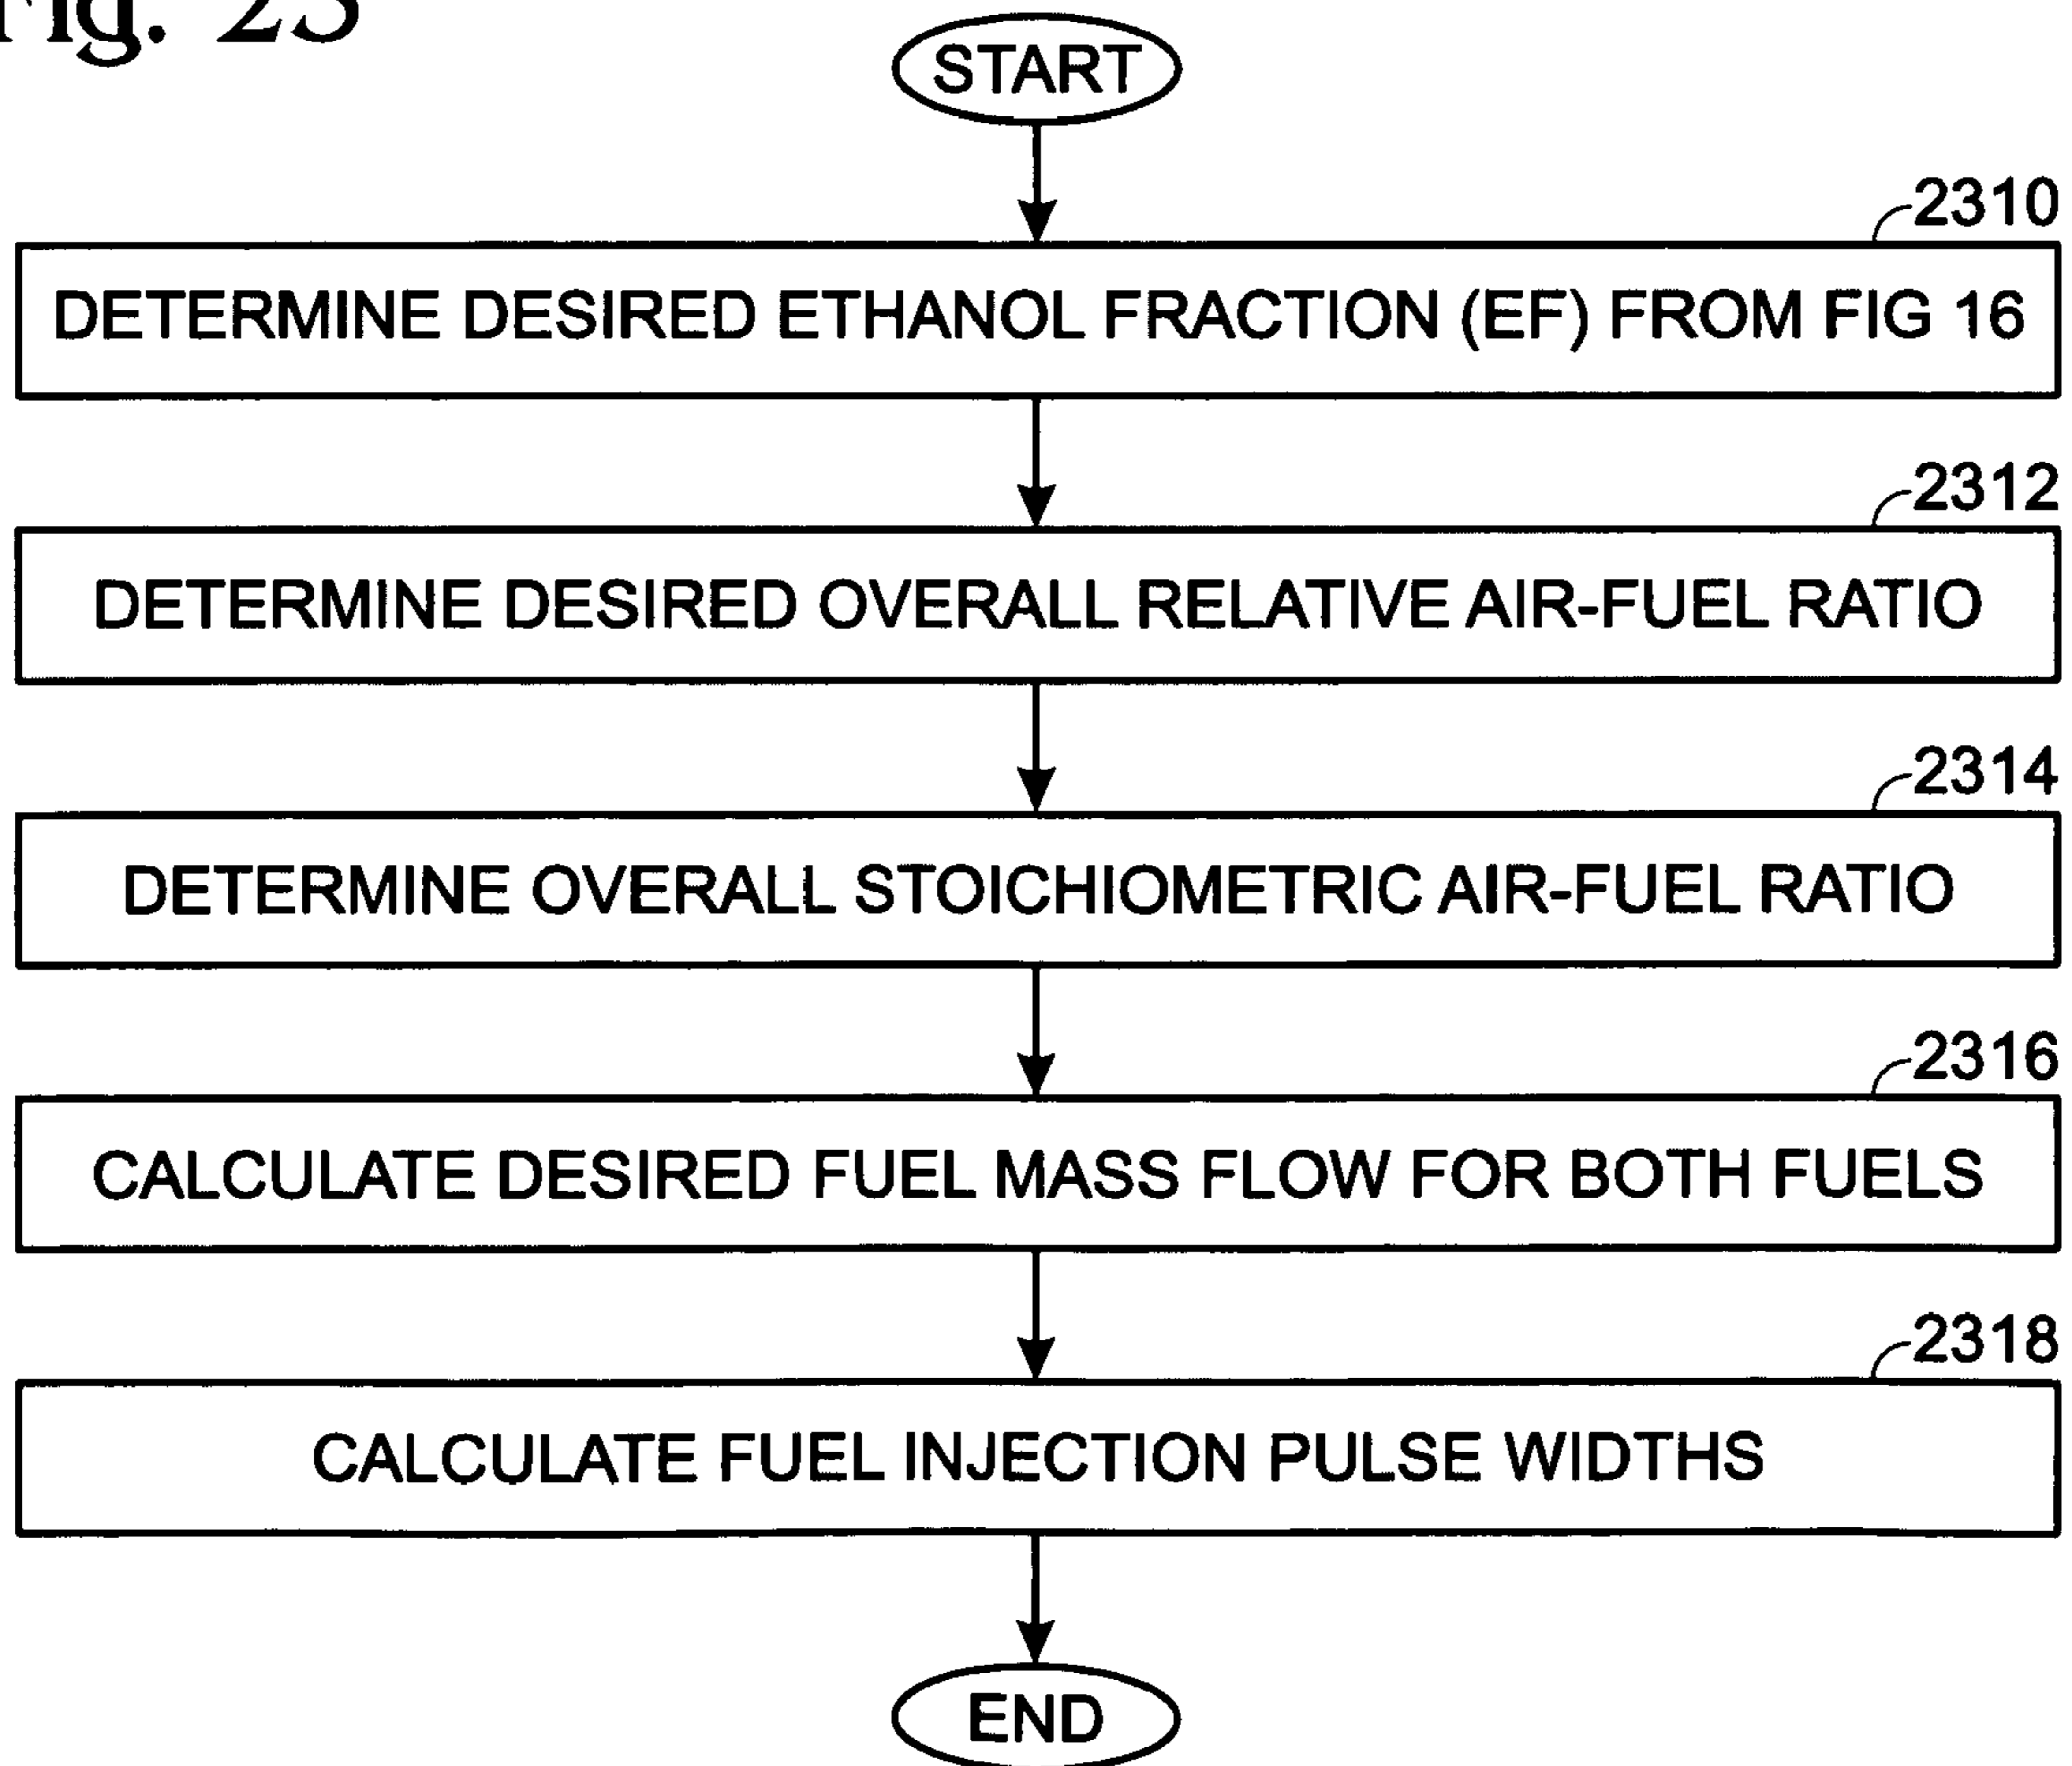 Fig. 23
START
2310
DETERMINE DESIRED ETHANOL FRACTION (EF) FROM FIG 16
2312
DETERMINE DESIRED OVERALL RELATIVE AIR-FUEL RATIO
2314
DETERMINE OVERALL STOICHIOMETRIC AIR-FUEL RATIO
2316
CALCULATE DESIRED FUEL MASS FLOW FOR BOTH FUELS
2318
CALCULATE FUEL INJECTION PULSE WIDTHS
END